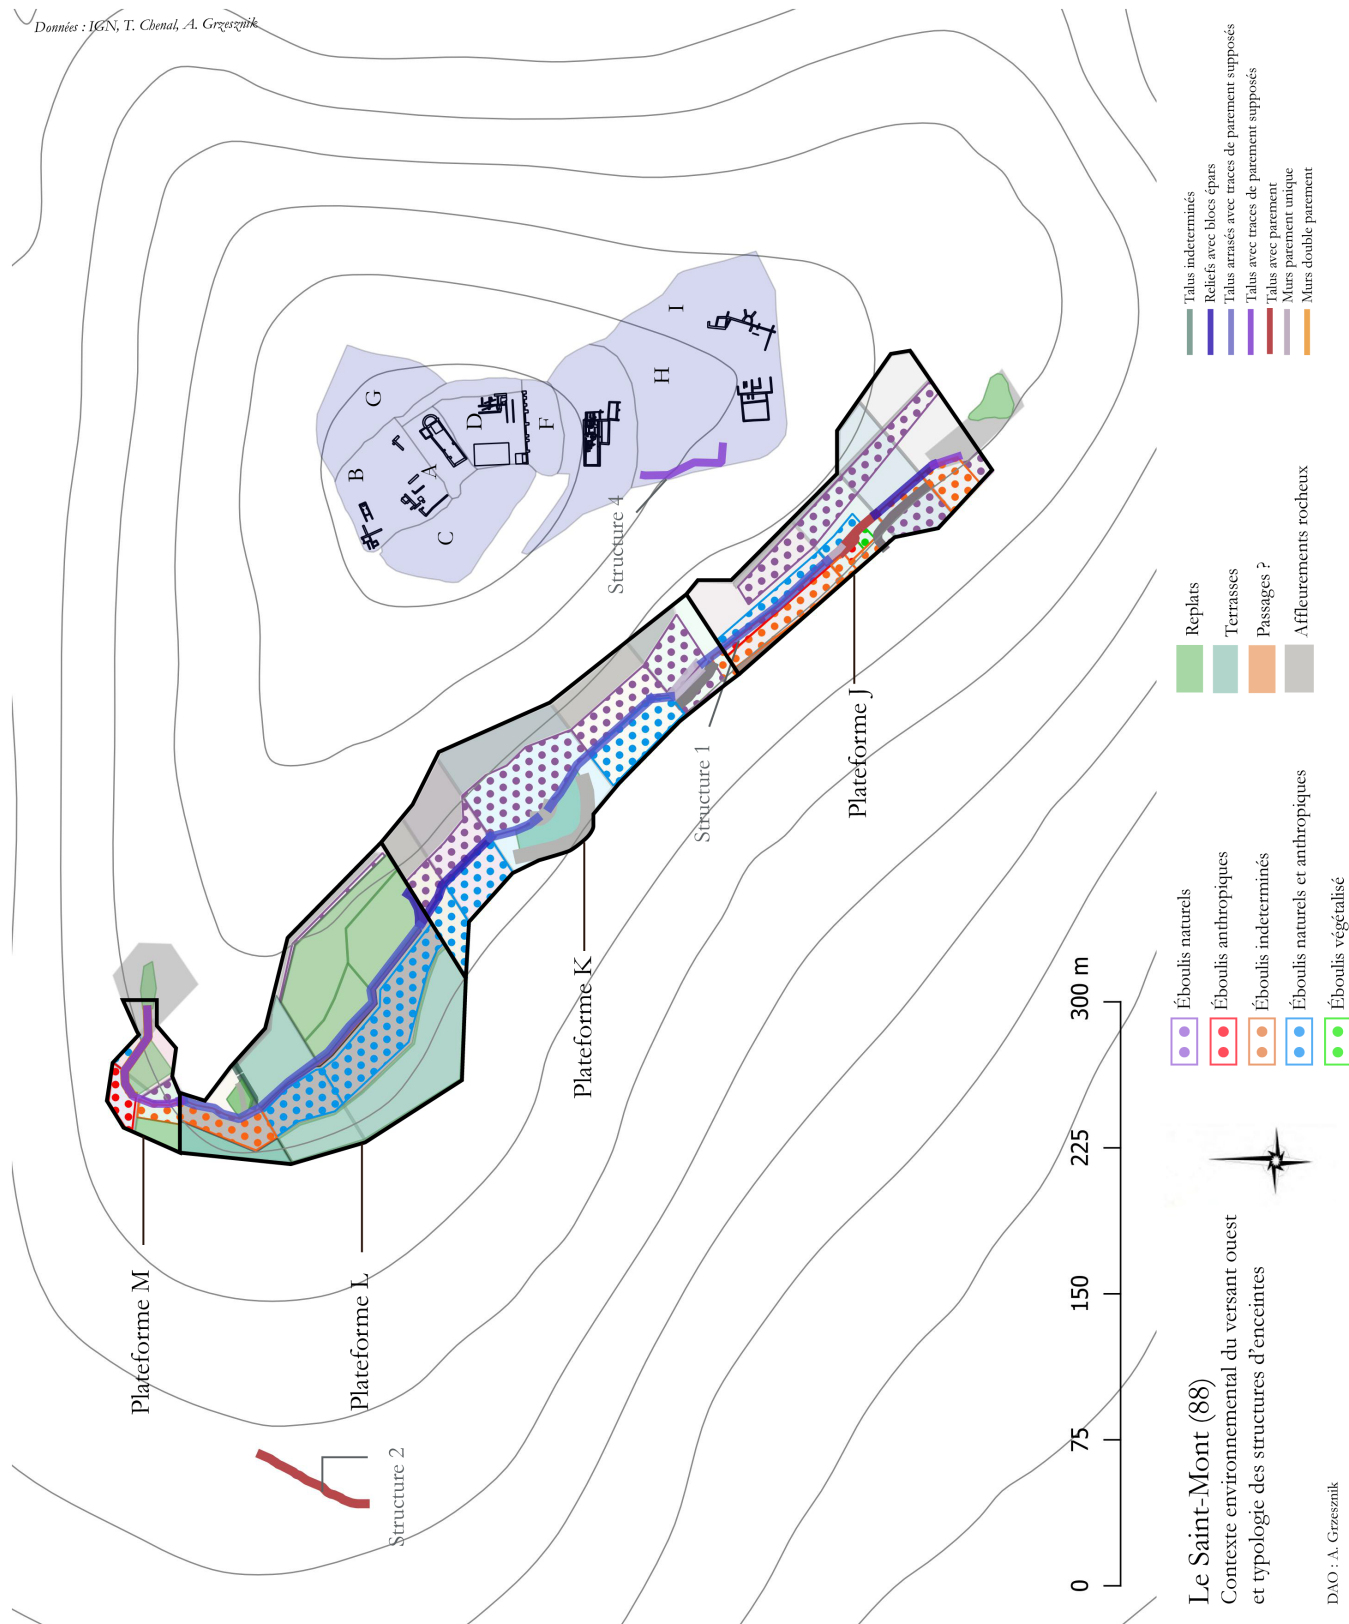 Données : IGN, T. Chenal, A. Grzesznik
G
B
D
A
F
C
H
I
Structure 4
Structure 1
Plateforme J
Plateforme K
Plateforme L
Plateforme M
Structure 2
0
75
150
225
300 m
Le Saint-Mont (88)
Contexte environnemental du versant ouest
et typologie des structures d'enceintes
DAO : A. Grzesznik
Éboulis naturels
Éboulis anthropiques
Éboulis indeterminés
Éboulis naturels et anthropiques
Éboulis végétalisé
Replats
Terrasses
Passages ?
Affleurements rocheux
Talus indeterminés
Reliefs avec blocs épars
Talus arrasés avec traces de parement supposés
Talus avec traces de parement supposés
Talus avec parement
Murs parement unique
Murs double parement